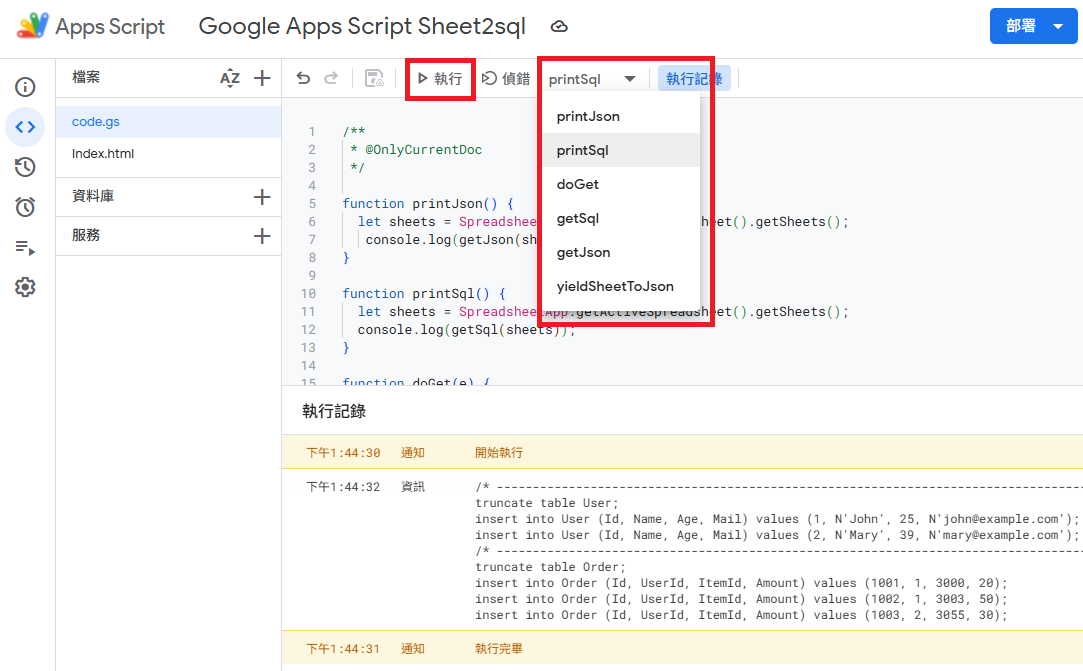 Apps Script Google Apps Script Sheet2sql 部署
檔案 AZ 執行 偵錯 printSql 執行記錄
code.gs
Index.html
資料庫
服務
printJson
printSql
doGet
getSql
getJson
yieldSheetToJson
1 /**
2 * @OnlyCurrentDoc
3 */
4
5 function printJson() {
6 let sheets = Spreadshee heet().getSheets();
7 console.log(getJson(sh
8 }
9
10 function printSql() {
11 let sheets = SpreadsheetApp.getActiveSpreadsheet().getSheets();
12 console.log(getSql(sheets));
13 }
14
15 function doGet(e) {
執行記錄
下午1:44:30 通知 開始執行
下午1:44:32 資訊 /* ----------------------------------------------------------------------------------
truncate table User;
insert into User (Id, Name, Age, Mail) values (1, N'John', 25, N'john@example.com');
insert into User (Id, Name, Age, Mail) values (2, N'Mary', 39, N'mary@example.com');
/* ----------------------------------------------------------------------------------
truncate table Order;
insert into Order (Id, UserId, ItemId, Amount) values (1001, 1, 3000, 20);
insert into Order (Id, UserId, ItemId, Amount) values (1002, 1, 3003, 50);
insert into Order (Id, UserId, ItemId, Amount) values (1003, 2, 3055, 30);
下午1:44:31 通知 執行完畢